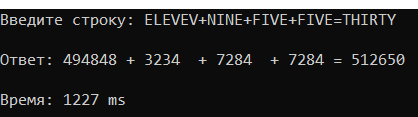 Введите строку: ELEVEV+NINE+FIVE+FIVE=THIRTY
Ответ: 494848 + 3234  + 7284  + 7284 = 512650
Время: 1227 ms